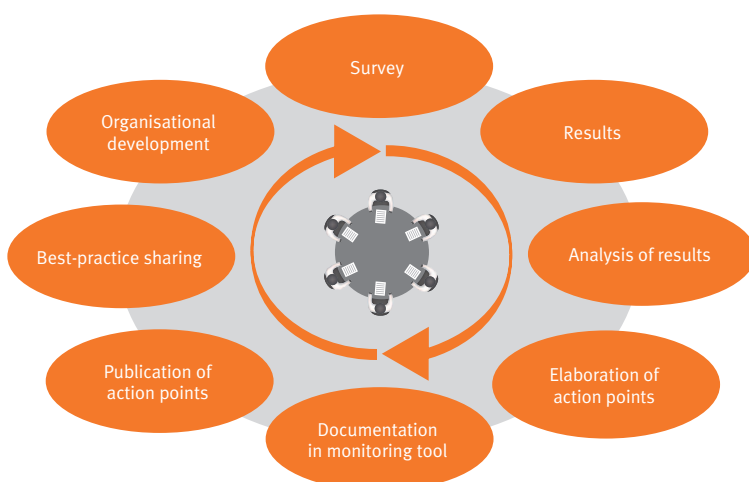 Survey
Results
Analysis of results
Elaboration of
action points
Documentation
in monitoring tool
Publication of
action points
Best-practice sharing
Organisational
development